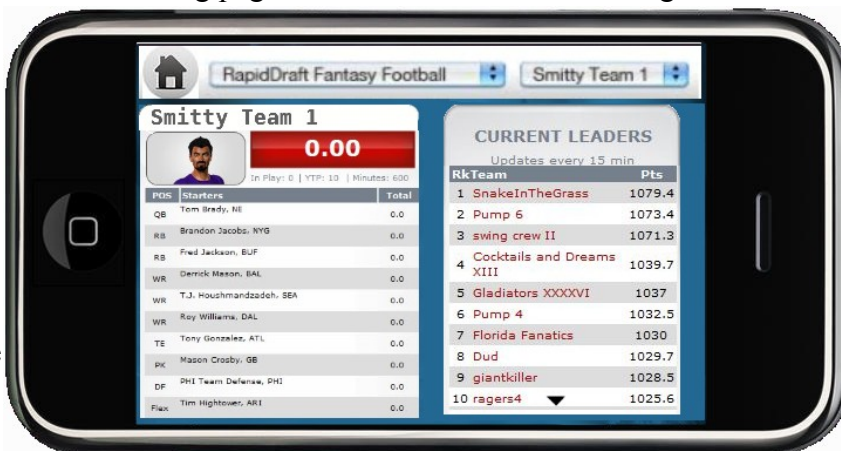 RapidDraft Fantasy Football Smitty Team 1
Smitty Team 1
0.00
In Play: 0 | YTP: 10 | Minutes: 600
POS Starters Total
QB Tom Brady, NE 0.0
RB Brandon Jacobs, NYG 0.0
RB Fred Jackson, BUF 0.0
WR Derrick Mason, BAL 0.0
WR T.J. Houshmandzadeh, SEA 0.0
WR Roy Williams, DAL 0.0
TE Tony Gonzalez, ATL 0.0
PK Mason Crosby, GB 0.0
DF PHI Team Defense, PHI 0.0
Flex Tim Hightower, ARI 0.0
CURRENT LEADERS
Updates every 15 min
Rk Team Pts
1 SnakeInTheGrass 1079.4
2 Pump 6 1073.4
3 swing crew II 1071.3
4 Cocktails and Dreams XIII 1039.7
5 Gladiators XXXXVI 1037
6 Pump 4 1032.5
7 Florida Fanatics 1030
8 Dud 1029.7
9 giantkiller 1028.5
10 ragers4 1025.6